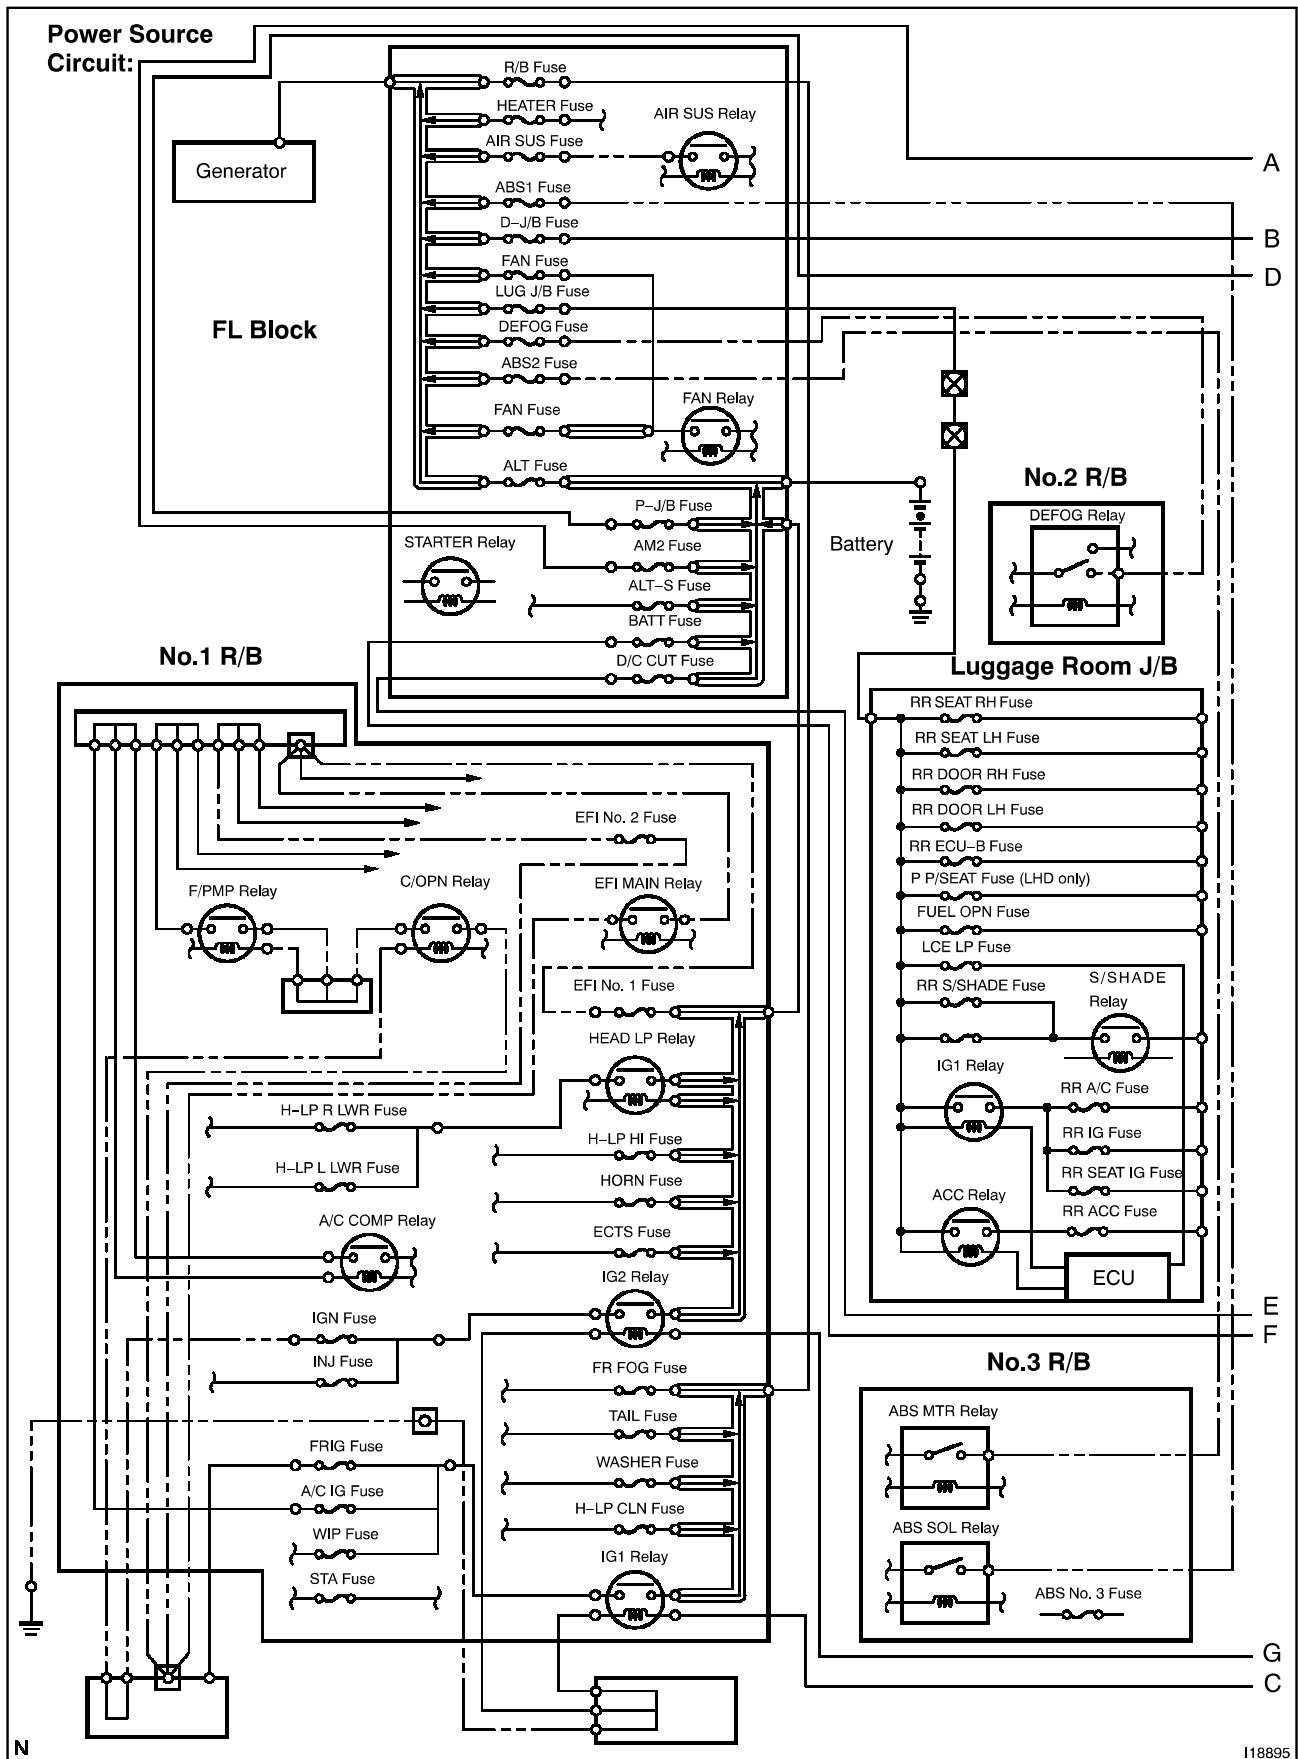 Power Source
Circuit:
R/B Fuse
HEATER Fuse
AIR SUS Relay
AIR SUS Fuse
A
Generator
ABS1 Fuse
D-J/B Fuse
B
FAN Fuse
D
LUG J/B Fuse
FL Block
DEFOG Fuse
ABS2 Fuse
FAN Relay
FAN Fuse
ALT Fuse
No.2 R/B
P-J/B Fuse
DEFOG Relay
STARTER Relay
AM2 Fuse
Battery
ALT-S Fuse
BATT Fuse
D/C CUT Fuse
No.1 R/B
Luggage Room J/B
RR SEAT RH Fuse
RR SEAT LH Fuse
RR DOOR RH Fuse
RR DOOR LH Fuse
EFI No. 2 Fuse
RR ECU-B Fuse
P P/SEAT Fuse (LHD only)
F/PMP Relay
C/OPN Relay
EFI MAIN Relay
FUEL OPN Fuse
LCE LP Fuse
EFI No. 1 Fuse
RR S/SHADE Fuse
S/SHADE
Relay
HEAD LP Relay
IG1 Relay
RR A/C Fuse
H-LP R LWR Fuse
RR IG Fuse
H-LP HI Fuse
H-LP L LWR Fuse
RR SEAT IG Fuse
HORN Fuse
ACC Relay
RR ACC Fuse
A/C COMP Relay
ECTS Fuse
ECU
IG2 Relay
E
IGN Fuse
F
INJ Fuse
No.3 R/B
FR FOG Fuse
ABS MTR Relay
TAIL Fuse
FRIG Fuse
WASHER Fuse
A/C IG Fuse
H-LP CLN Fuse
WIP Fuse
ABS SOL Relay
IG1 Relay
STA Fuse
ABS No. 3 Fuse
G
C
N
I18895